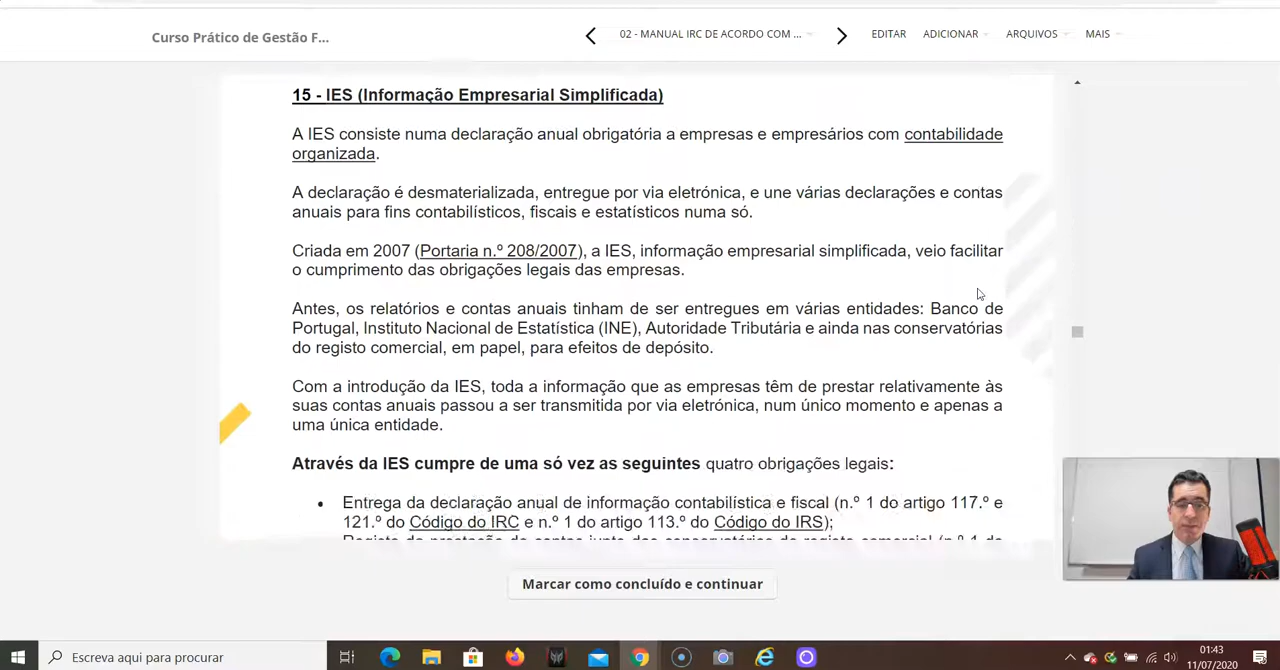 Curso Prático de Gestão F...
02 - MANUAL IRC DE ACORDO COM ...
EDITAR
ADICIONAR
ARQUIVOS
MAIS
15 - IES (Informação Empresarial Simplificada)
A IES consiste numa declaração anual obrigatória a empresas e empresários com contabilidade
organizada.
A declaração é desmaterializada, entregue por via eletrónica, e une várias declarações e contas
anuais para fins contabilísticos, fiscais e estatísticos numa só.
Criada em 2007 (Portaria n.º 208/2007), a IES, informação empresarial simplificada, veio facilitar
o cumprimento das obrigações legais das empresas.
Antes, os relatórios e contas anuais tinham de ser entregues em várias entidades: Banco de
Portugal, Instituto Nacional de Estatística (INE), Autoridade Tributária e ainda nas conservatórias
do registo comercial, em papel, para efeitos de depósito.
Com a introdução da IES, toda a informação que as empresas têm de prestar relativamente às
suas contas anuais passou a ser transmitida por via eletrónica, num único momento e apenas a
uma única entidade.
Através da IES cumpre de uma só vez as seguintes quatro obrigações legais:
• Entrega da declaração anual de informação contabilística e fiscal (n.º 1 do artigo 117.º e
121.º do Código do IRC e n.º 1 do artigo 113.º do Código do IRS);
Marcar como concluído e continuar
Escreva aqui para procurar
01:43
11/07/2020